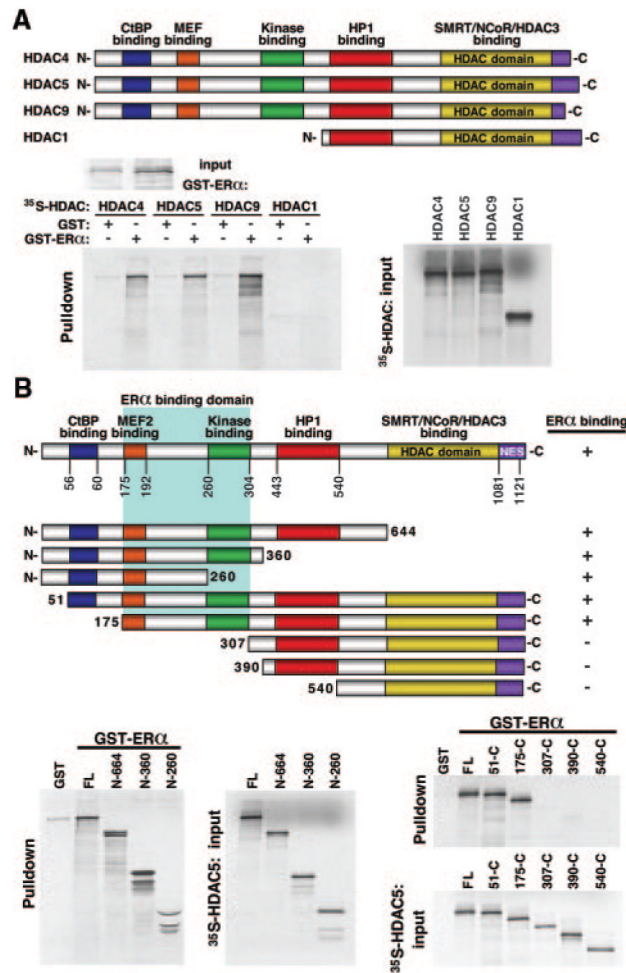 A
CtBP binding MEF binding Kinase binding HP1 binding SMRT/NCoR/HDAC3 binding
HDAC4 N- HDAC domain -C
HDAC5 N- HDAC domain -C
HDAC9 N- HDAC domain -C
HDAC1 N- HDAC domain -C
input
GST-ERα:
³⁵S-HDAC: HDAC4 HDAC5 HDAC9 HDAC1
GST: + - + - + - + -
GST-ERα: - + - + - + - +
Pulldown
HDAC4 HDAC5 HDAC9 HDAC1
³⁵S-HDAC: input
B
ERα binding domain
CtBP binding MEF2 binding Kinase binding HP1 binding SMRT/NCoR/HDAC3 binding ERα binding
N- HDAC domain NES -C +
56 60 175 192 260 304 443 540 1081 1121
N- 644 +
N- 360 +
N- 260 +
51 -C +
175 -C +
307 -C -
390 -C -
540 -C -
GST-ERα
GST FL N-664 N-360 N-260
Pulldown
FL N-664 N-360 N-260
³⁵S-HDAC5: input
GST-ERα
GST FL 51-C 175-C 307-C 390-C 540-C
Pulldown
FL 51-C 175-C 307-C 390-C 540-C
³⁵S-HDAC5: input